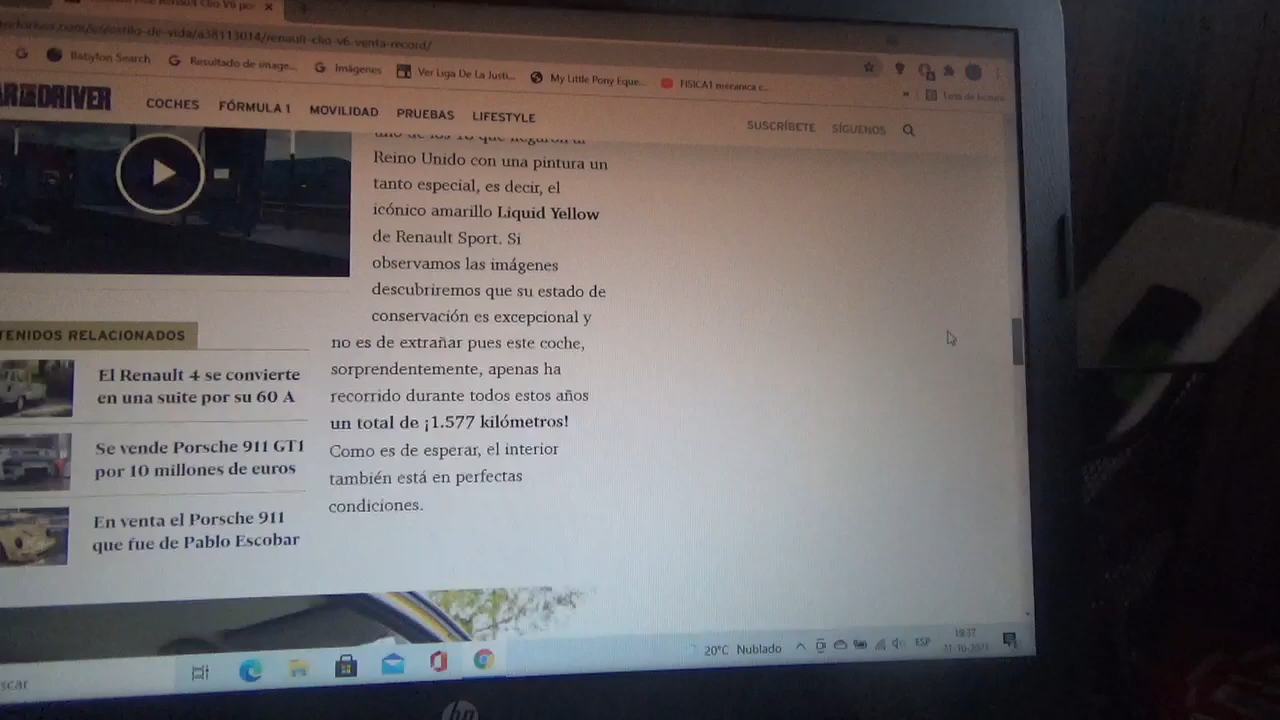 Renault Clio V6 po
/estilo-de-vida/a38113014/renault-clio-v6-venta-record/
Babylon Search
Resultado de image...
Imágenes
Ver Liga De La Justi...
My Little Pony Eque...
FISICA1 mecanica c...
»
Lista de lectura
DRIVER
COCHES
FÓRMULA 1
MOVILIDAD
PRUEBAS
LIFESTYLE
SUSCRÍBETE
SÍGUENOS
uno de los 10 que llegaron al
Reino Unido con una pintura un
tanto especial, es decir, el
icónico amarillo Liquid Yellow
de Renault Sport. Si
observamos las imágenes
descubriremos que su estado de
conservación es excepcional y
no es de extrañar pues este coche,
sorprendentemente, apenas ha
recorrido durante todos estos años
un total de ¡1.577 kilómetros!
Como es de esperar, el interior
también está en perfectas
condiciones.
TENIDOS RELACIONADOS
El Renault 4 se convierte
en una suite por su 60 A
Se vende Porsche 911 GT1
por 10 millones de euros
En venta el Porsche 911
que fue de Pablo Escobar
scar
20°C Nublado
ESP
19:37
hp